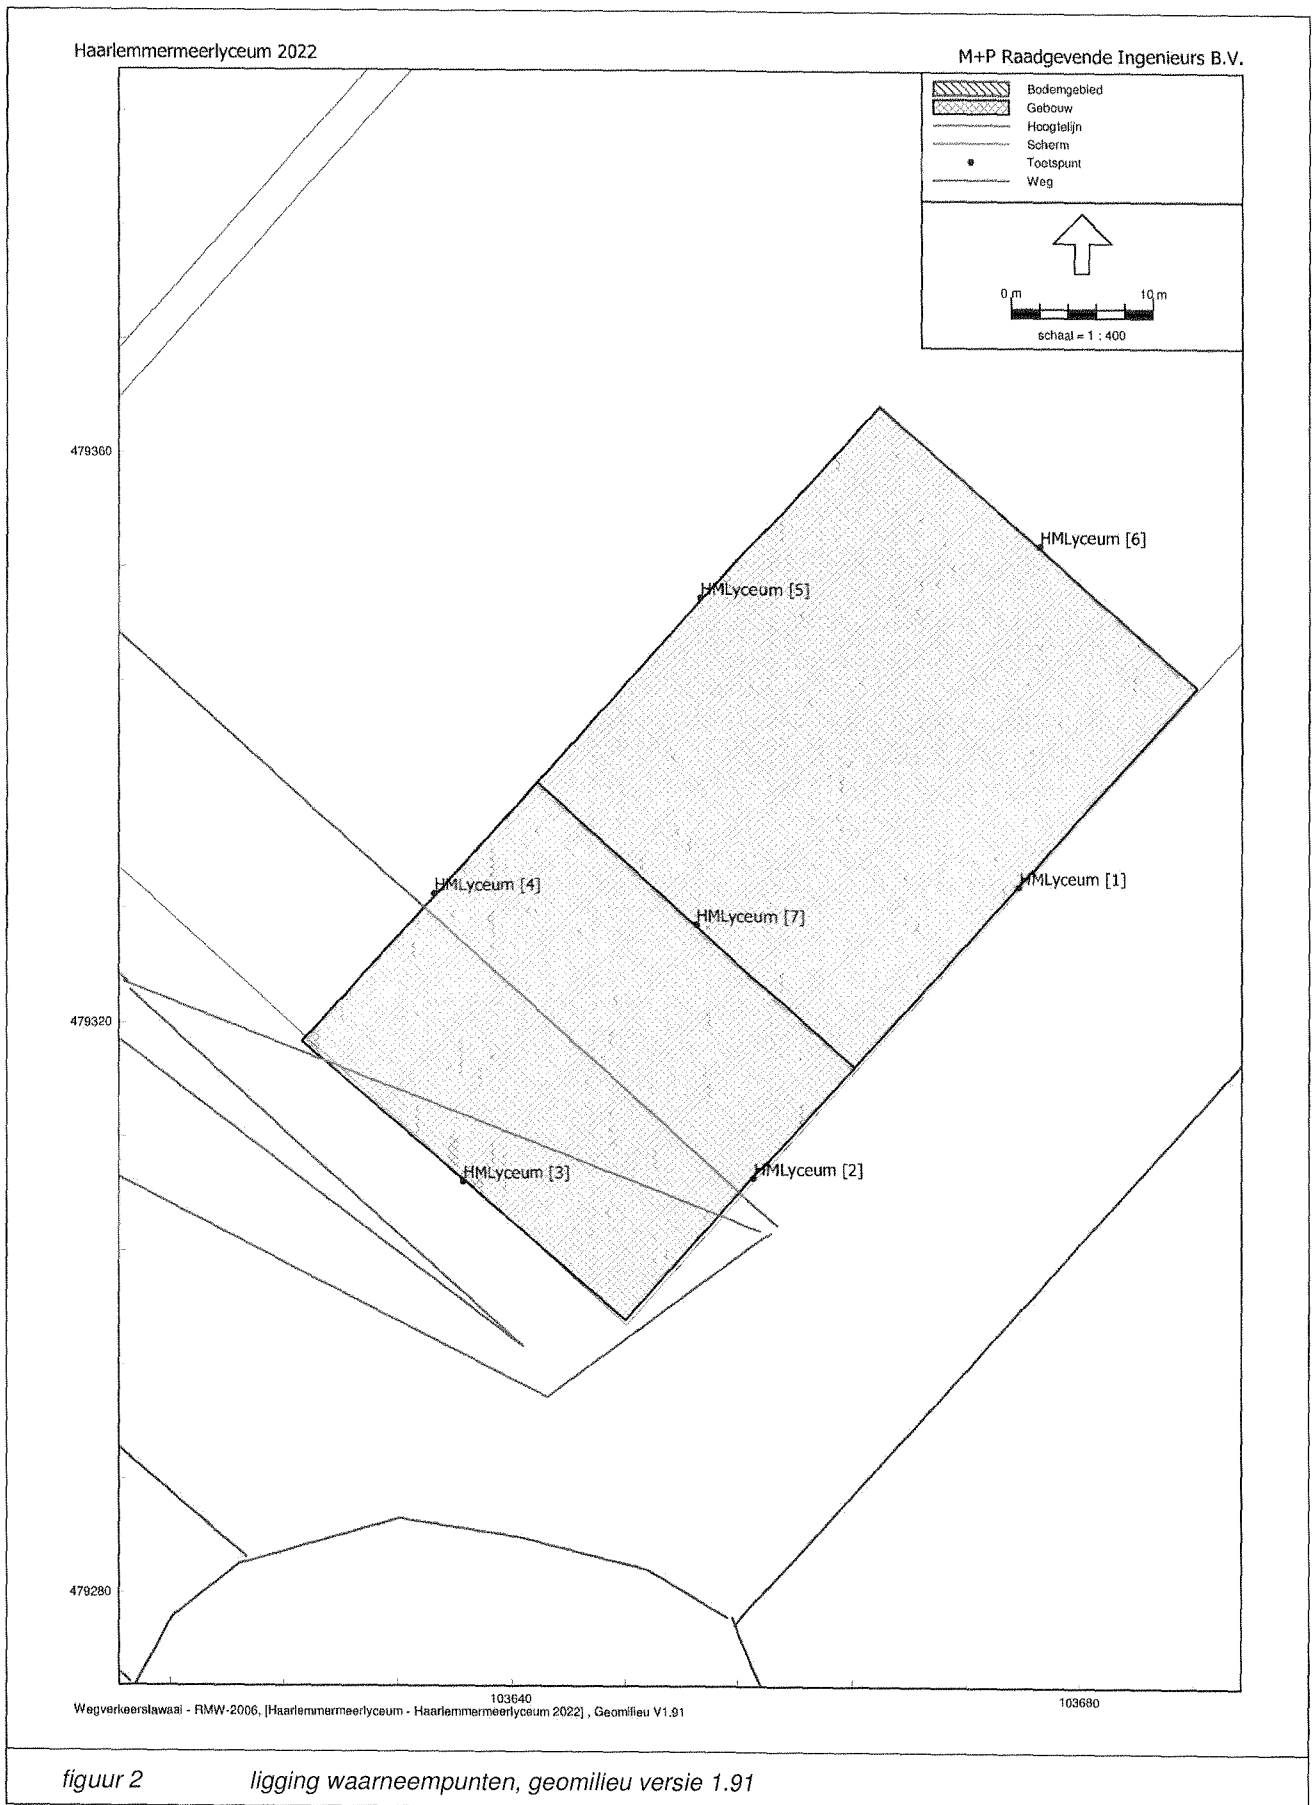 Haarlemmermeerlyceum 2022
M+P Raadgevende Ingenieurs B.V.
Bodemgebied
Gebouw
Hoogtelijn
Scherm
Toetspunt
Weg
0 m 10 m
schaal = 1 : 400
479360
HMLyceum [6]
HMLyceum [5]
HMLyceum [4]
HMLyceum [1]
HMLyceum [7]
479320
HMLyceum [3]
HMLyceum [2]
479280
103640
103680
Wegverkeerslawaai - RMW-2006, [Haarlemmermeerlyceum - Haarlemmermeerlyceum 2022] , Geomilieu V1.91
figuur 2 ligging waarneempunten, geomilieu versie 1.91